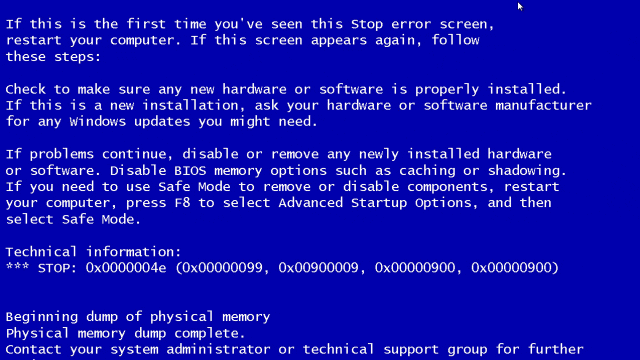 If this is the first time you've seen this Stop error screen,
restart your computer. If this screen appears again, follow
these steps:
Check to make sure any new hardware or software is properly installed.
If this is a new installation, ask your hardware or software manufacturer
for any Windows updates you might need.
If problems continue, disable or remove any newly installed hardware
or software. Disable BIOS memory options such as caching or shadowing.
If you need to use Safe Mode to remove or disable components, restart
your computer, press F8 to select Advanced Startup Options, and then
select Safe Mode.
Technical information:
*** STOP: 0x0000004e (0x00000099, 0x00900009, 0x00000900, 0x00000900)
Beginning dump of physical memory
Physical memory dump complete.
Contact your system administrator or technical support group for further